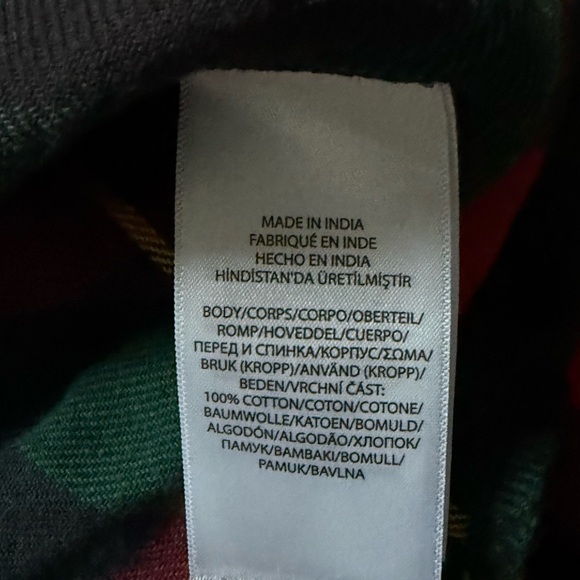 MADE IN INDIA
FABRIQUÉ EN INDE
HECHO EN INDIA
HİNDİSTAN'DA ÜRETİLMİŞTİR
BODY/CORPS/CORPO/OBERTEIL/
ROMP/HOVEDDEL/CUERPO/
ПЕРЕД И СПИНКА/КОРПУС/ΣΩΜΑ/
BRUK (KROPP)/ANVÄND (KROPP)/
BEDEN/VRCHNÍ ČÁST:
100% COTTON/COTON/COTONE/
BAUMWOLLE/KATOEN/BOMULD/
ALGODÓN/ALGODÃO/ХЛОПОК/
ПАМУК/ΒΑΜΒΑΚΙ/BOMULL/
PAMUK/BAVLNA